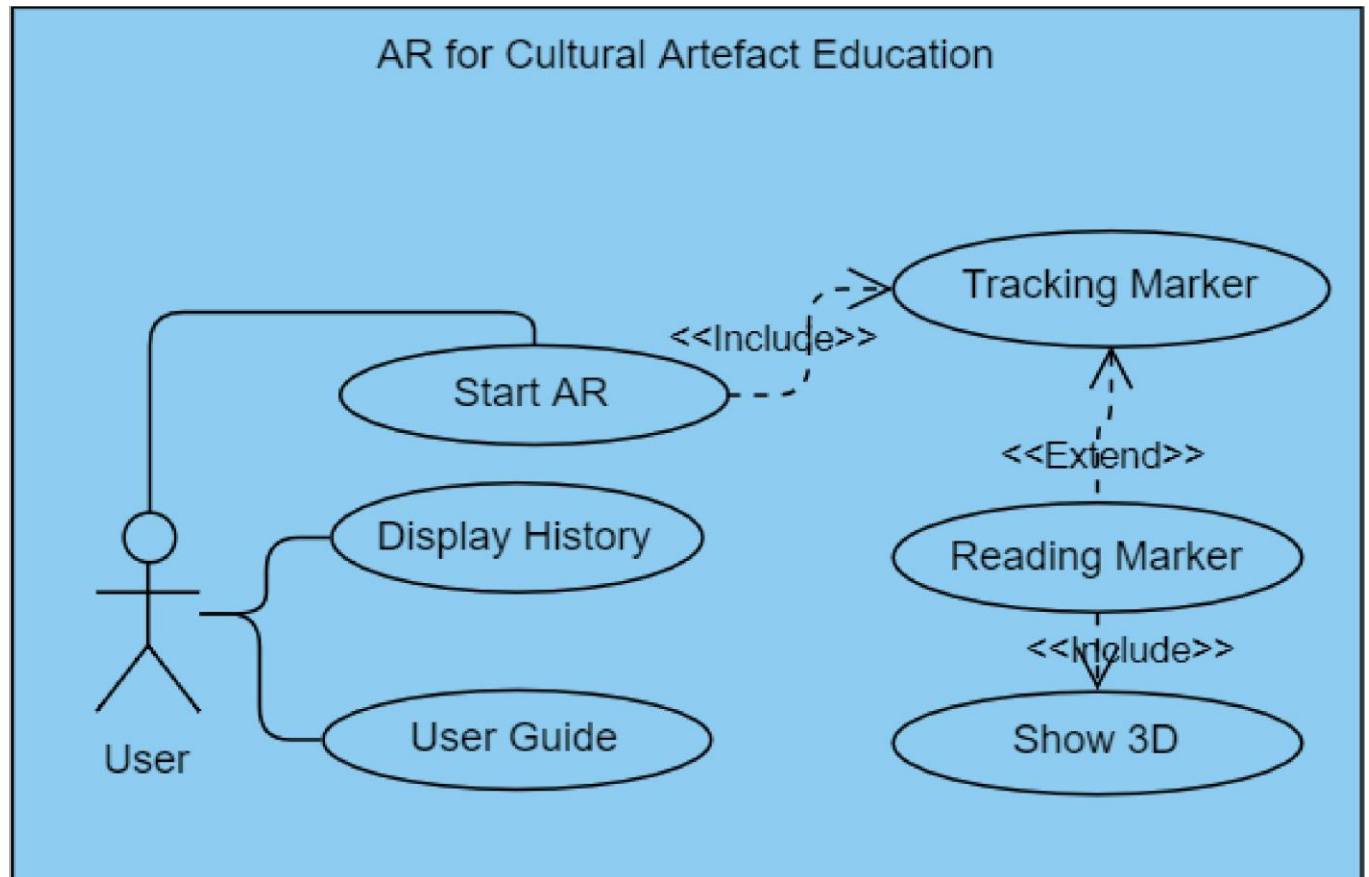 AR for Cultural Artefact Education
Tracking Marker
<<Include>>
Start AR
<<Extend>>
Display History
Reading Marker
<<Include>>
User Guide
Show 3D
User